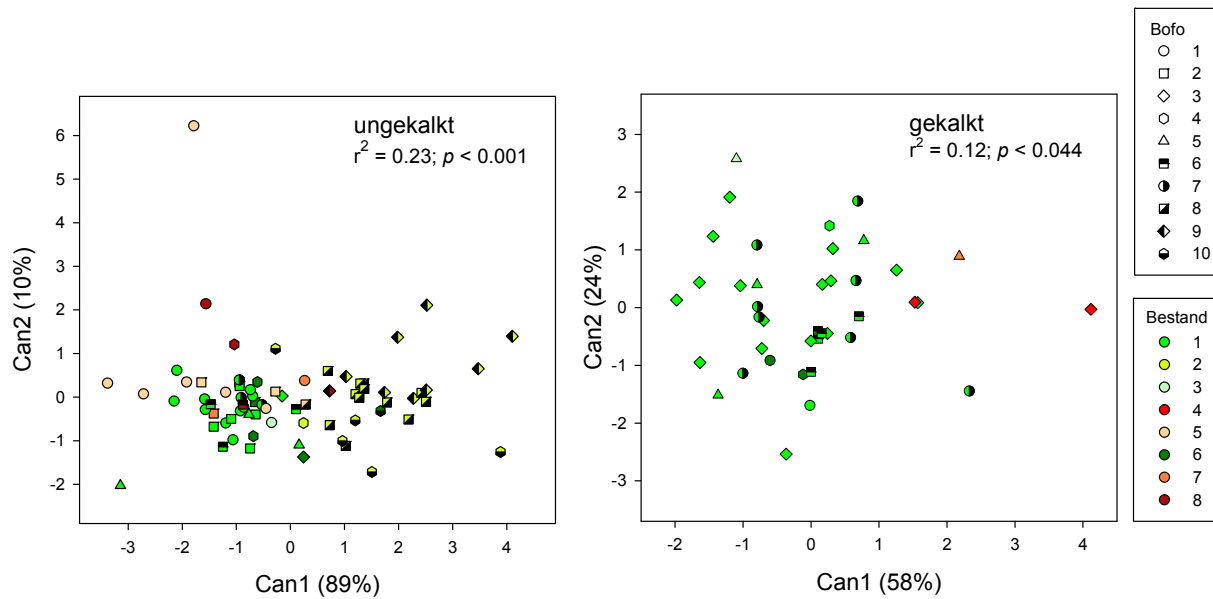 ungekalkt
r² = 0.23; p < 0.001
Can2 (10%)
6
5
4
3
2
1
0
-1
-2
-3 -2 -1 0 1 2 3 4
Can1 (89%)
gekalkt
r² = 0.12; p < 0.044
Can2 (24%)
3
2
1
0
-1
-2
-3
-2 -1 0 1 2 3 4
Can1 (58%)
Bofo
1
2
3
4
5
6
7
8
9
10
Bestand
1
2
3
4
5
6
7
8